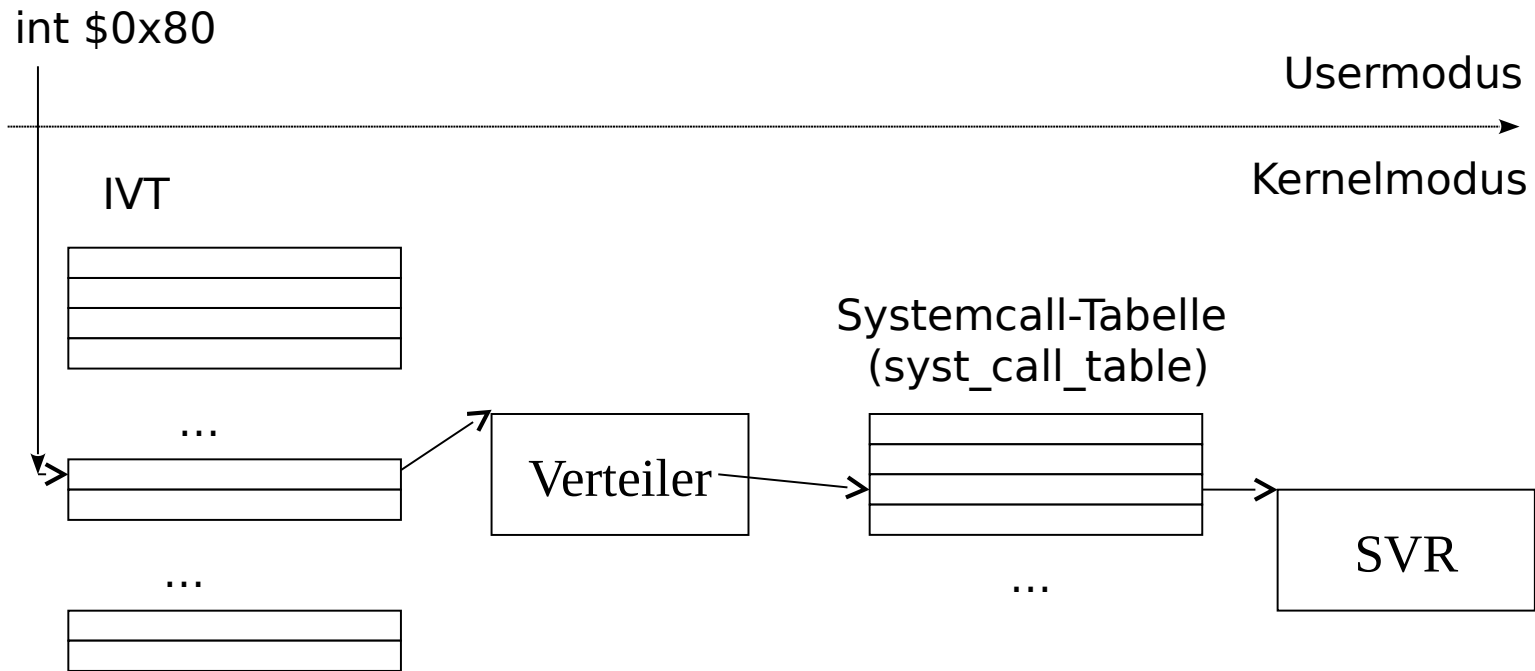 int $0x80
Usermodus
Kernelmodus
IVT
Systemcall-Tabelle
(syst_call_table)
...
Verteiler
SVR
...
...